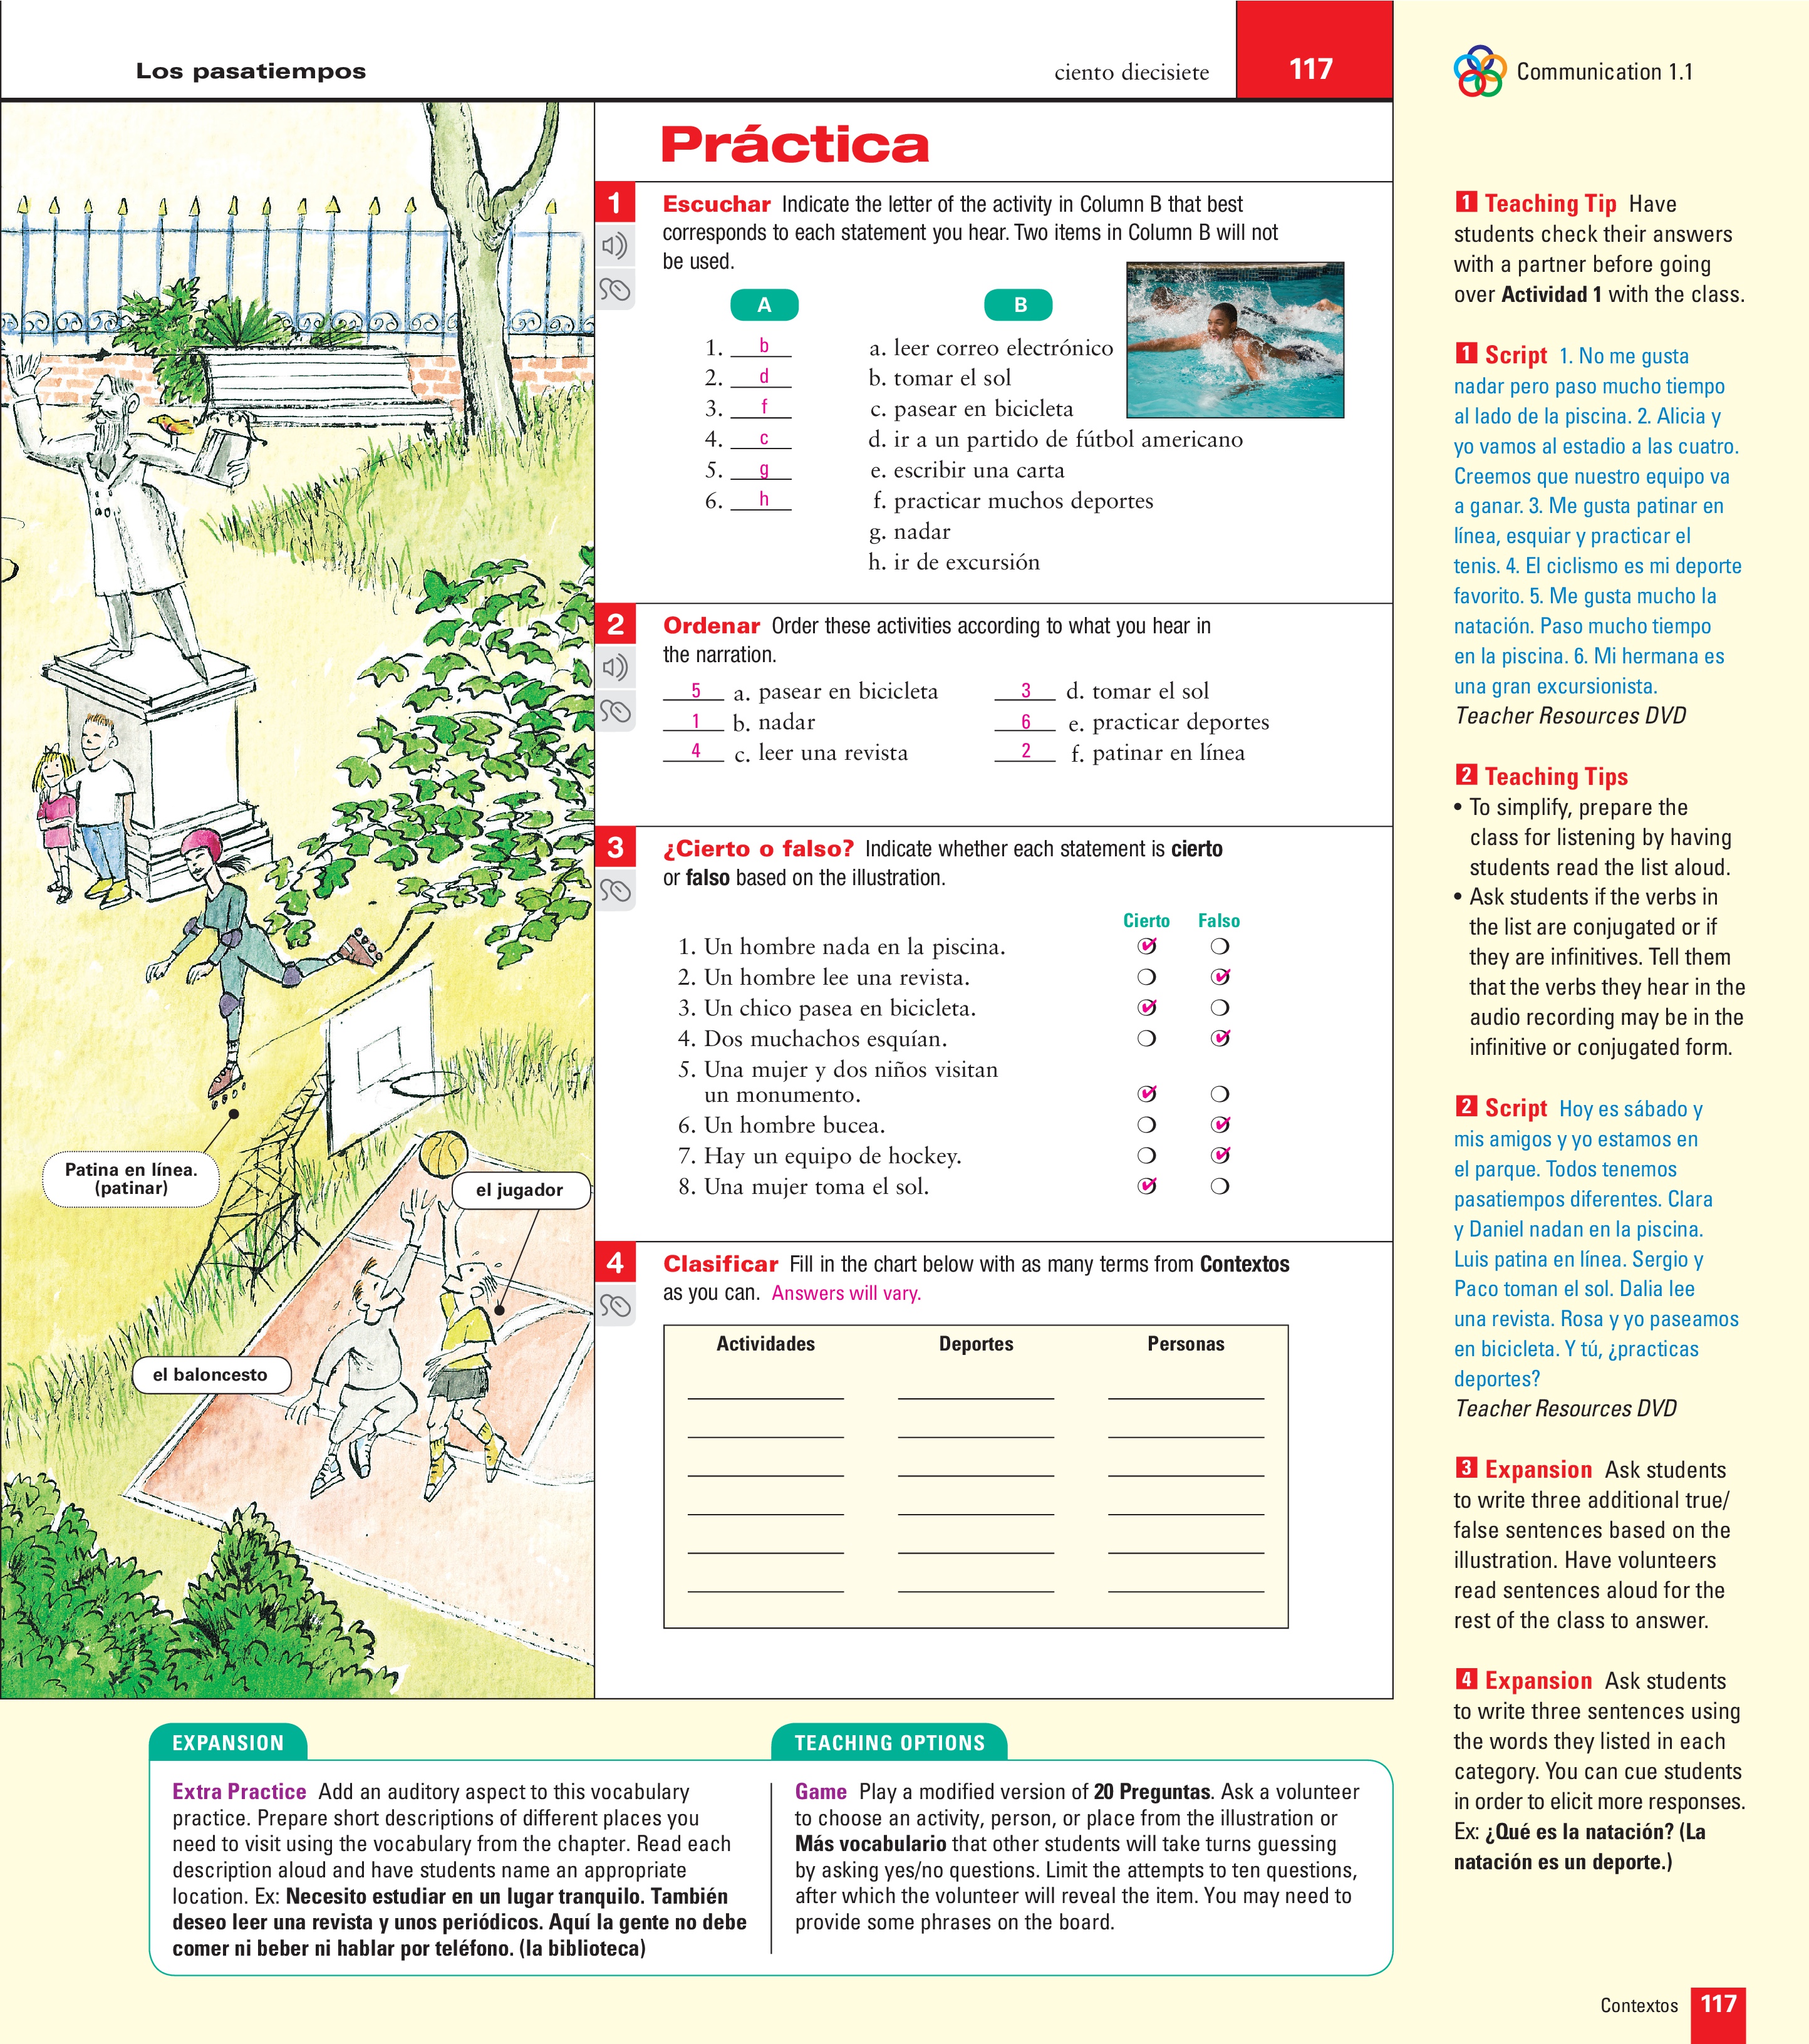 Los pasatiempos
ciento diecisiete
117
Communication 1.1
Patina en línea.
(patinar)
el jugador
el baloncesto
Práctica
1
Escuchar Indicate the letter of the activity in Column B that best
corresponds to each statement you hear. Two items in Column B will not
be used.
A
B
1. b
2. d
3. f
4. c
5. g
6. h
a. leer correo electrónico
b. tomar el sol
c. pasear en bicicleta
d. ir a un partido de fútbol americano
e. escribir una carta
f. practicar muchos deportes
g. nadar
h. ir de excursión
2
Ordenar Order these activities according to what you hear in
the narration.
5 a. pasear en bicicleta
1 b. nadar
4 c. leer una revista
3 d. tomar el sol
6 e. practicar deportes
2 f. patinar en línea
3
¿Cierto o falso? Indicate whether each statement is cierto
or falso based on the illustration.
Cierto Falso
1. Un hombre nada en la piscina.
2. Un hombre lee una revista.
3. Un chico pasea en bicicleta.
4. Dos muchachos esquían.
5. Una mujer y dos niños visitan
un monumento.
6. Un hombre bucea.
7. Hay un equipo de hockey.
8. Una mujer toma el sol.
4
Clasificar Fill in the chart below with as many terms from Contextos
as you can. Answers will vary.
Actividades Deportes Personas
1 Teaching Tip Have
students check their answers
with a partner before going
over Actividad 1 with the class.
1 Script 1. No me gusta
nadar pero paso mucho tiempo
al lado de la piscina. 2. Alicia y
yo vamos al estadio a las cuatro.
Creemos que nuestro equipo va
a ganar. 3. Me gusta patinar en
línea, esquiar y practicar el
tenis. 4. El ciclismo es mi deporte
favorito. 5. Me gusta mucho la
natación. Paso mucho tiempo
en la piscina. 6. Mi hermana es
una gran excursionista.
Teacher Resources DVD
2 Teaching Tips
• To simplify, prepare the
class for listening by having
students read the list aloud.
• Ask students if the verbs in
the list are conjugated or if
they are infinitives. Tell them
that the verbs they hear in the
audio recording may be in the
infinitive or conjugated form.
2 Script Hoy es sábado y
mis amigos y yo estamos en
el parque. Todos tenemos
pasatiempos diferentes. Clara
y Daniel nadan en la piscina.
Luis patina en línea. Sergio y
Paco toman el sol. Dalia lee
una revista. Rosa y yo paseamos
en bicicleta. Y tú, ¿practicas
deportes?
Teacher Resources DVD
3 Expansion Ask students
to write three additional true/
false sentences based on the
illustration. Have volunteers
read sentences aloud for the
rest of the class to answer.
4 Expansion Ask students
to write three sentences using
the words they listed in each
category. You can cue students
in order to elicit more responses.
Ex: ¿Qué es la natación? (La
natación es un deporte.)
EXPANSION
Extra Practice Add an auditory aspect to this vocabulary
practice. Prepare short descriptions of different places you
need to visit using the vocabulary from the chapter. Read each
description aloud and have students name an appropriate
location. Ex: Necesito estudiar en un lugar tranquilo. También
deseo leer una revista y unos periódicos. Aquí la gente no debe
comer ni beber ni hablar por teléfono. (la biblioteca)
TEACHING OPTIONS
Game Play a modified version of 20 Preguntas. Ask a volunteer
to choose an activity, person, or place from the illustration or
Más vocabulario that other students will take turns guessing
by asking yes/no questions. Limit the attempts to ten questions,
after which the volunteer will reveal the item. You may need to
provide some phrases on the board.
Contextos 117